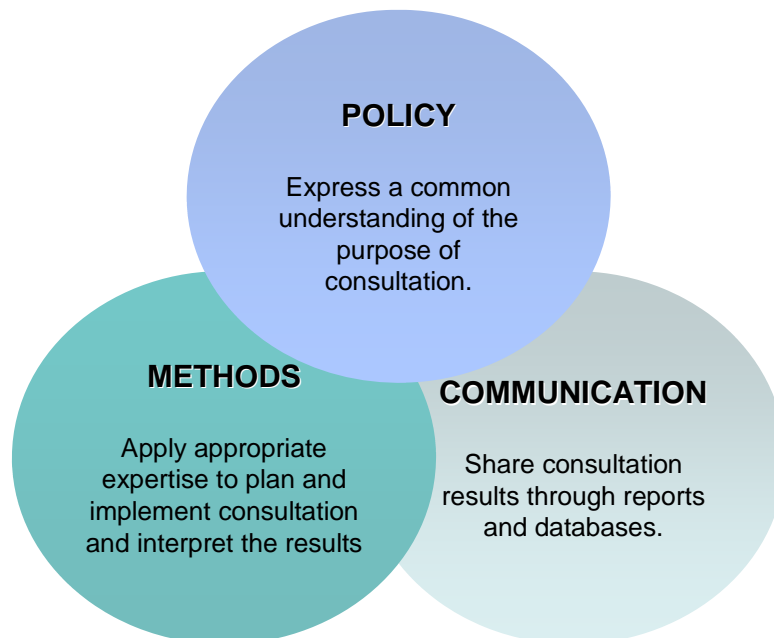 POLICY
Express a common
understanding of the
purpose of
consultation.
METHODS
Apply appropriate
expertise to plan and
implement consultation
and interpret the results
COMMUNICATION
Share consultation
results through reports
and databases.